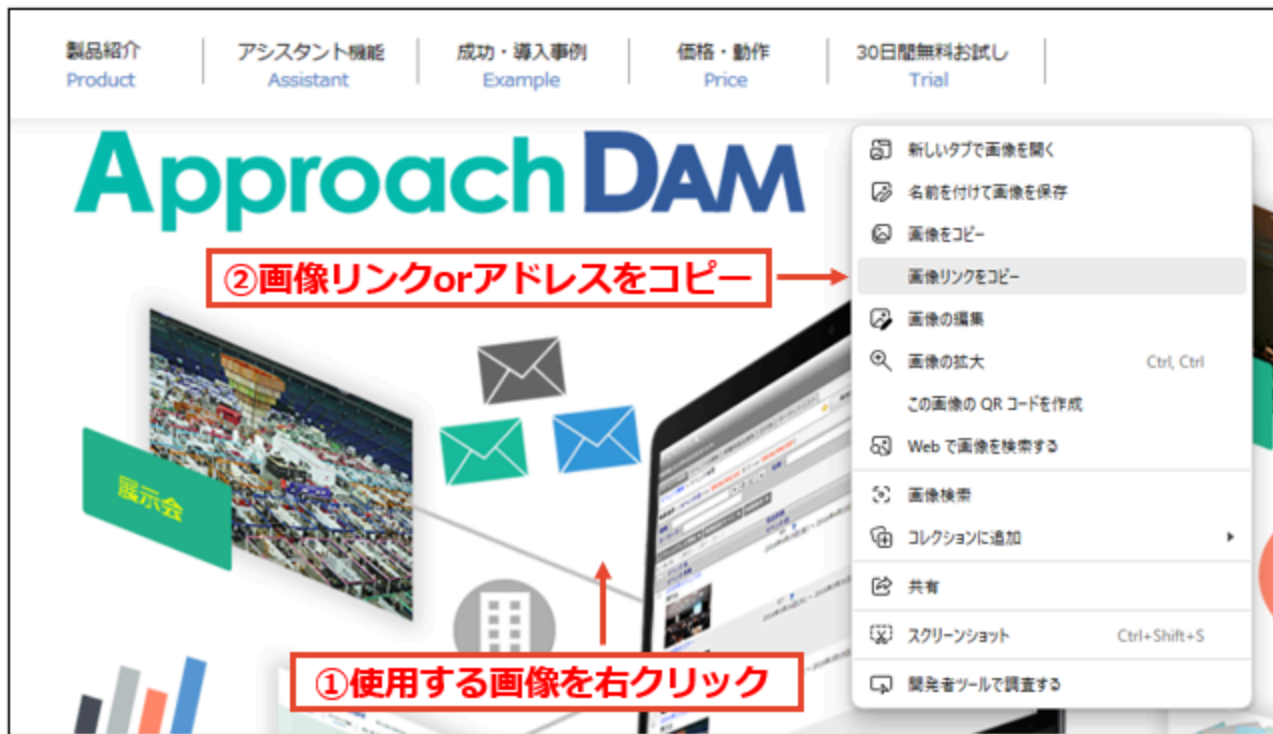 製品紹介
Product
アシスタント機能
Assistant
成功・導入事例
Example
価格・動作
Price
30日間無料お試し
Trial
Approach DAM
②画像リンクorアドレスをコピー
展示会
①使用する画像を右クリック
新しいタブで画像を開く
名前を付けて画像を保存
画像をコピー
画像リンクをコピー
画像の編集
画像の拡大 Ctrl, Ctrl
この画像の QR コードを作成
Web で画像を検索する
画像検索
コレクションに追加
共有
スクリーンショット Ctrl+Shift+S
開発者ツールで調査する